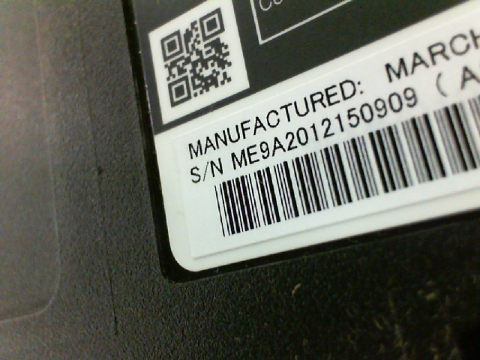 MANUFACTURED: MARCH
S/N ME9A2012150909 ( A